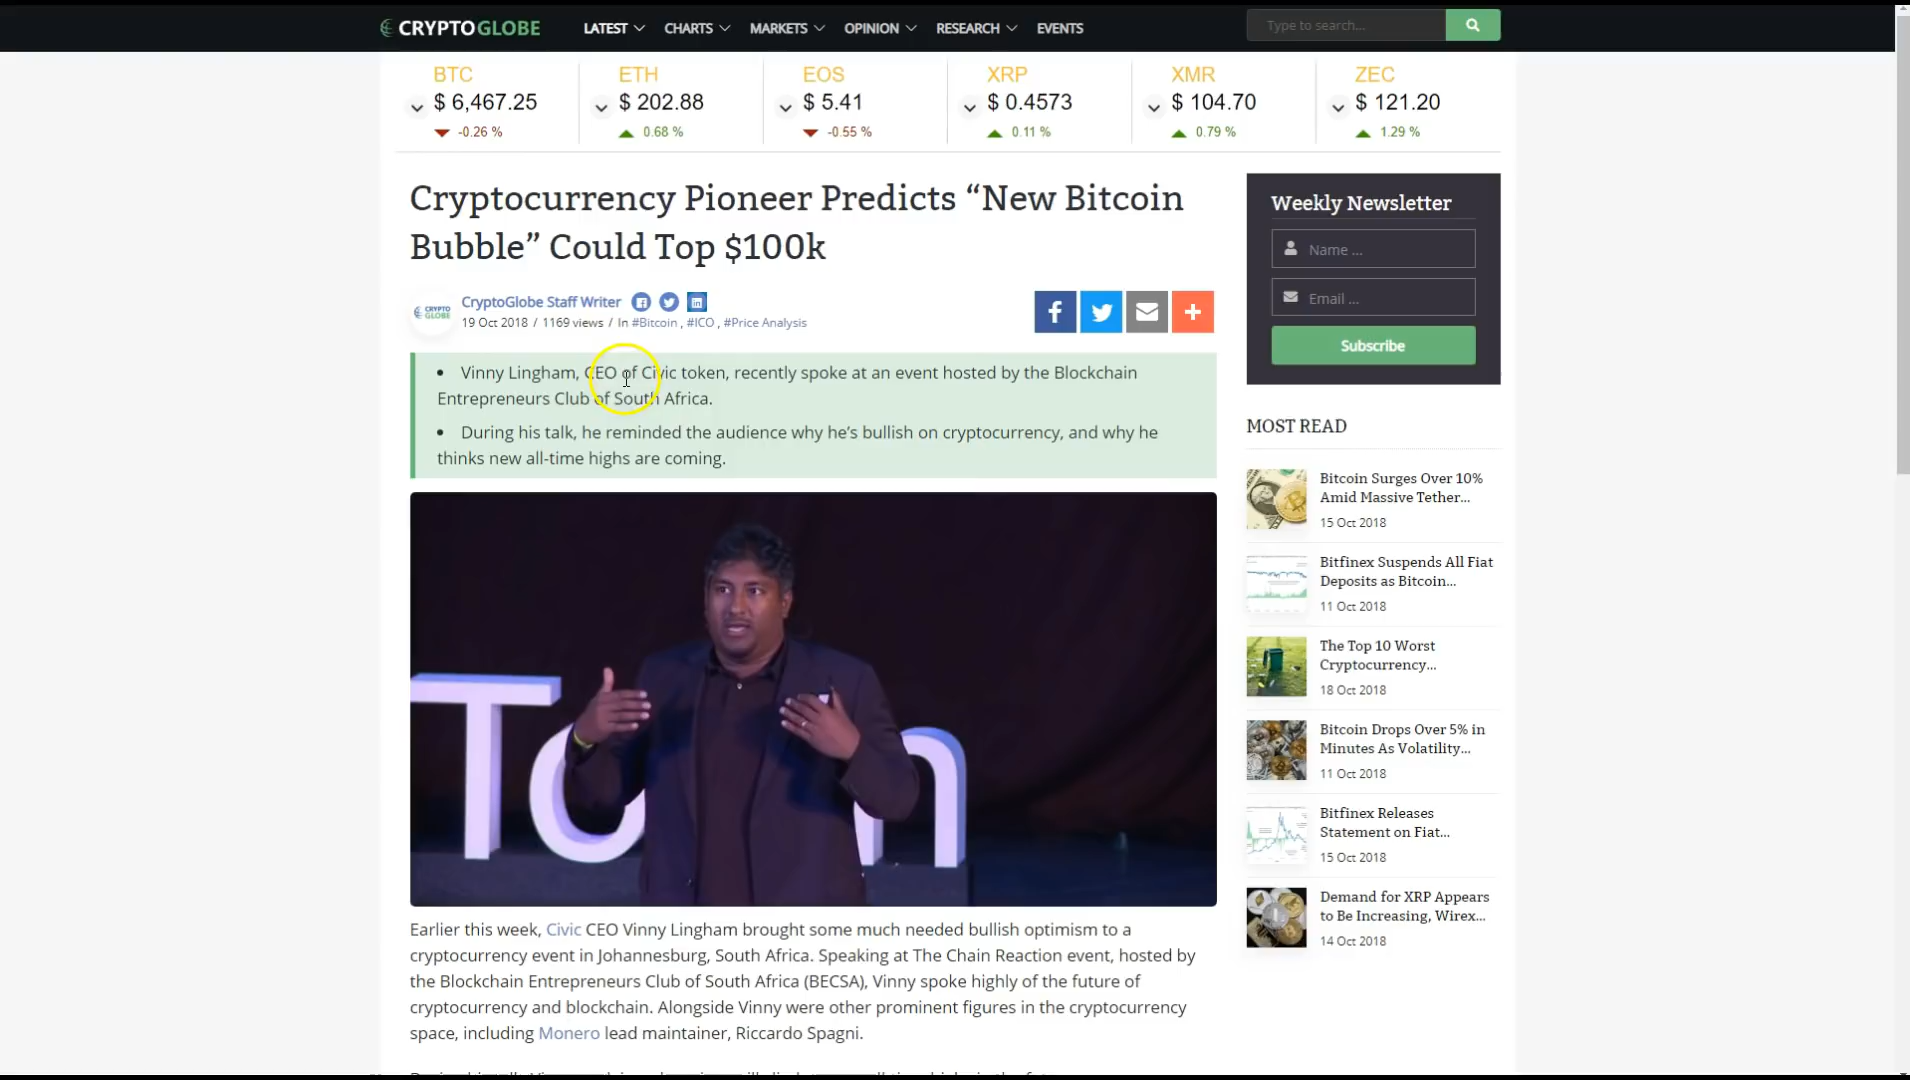 CRYPTOGLOBE
LATEST
CHARTS
MARKETS
OPINION
RESEARCH
EVENTS
Type to search...
BTC
$ 6,467.25
-0.26 %
ETH
$ 202.88
0.68 %
EOS
$ 5.41
-0.55 %
XRP
$ 0.4573
0.11 %
XMR
$ 104.70
0.79 %
ZEC
$ 121.20
1.29 %
Cryptocurrency Pioneer Predicts “New Bitcoin
Bubble” Could Top $100k
CRYPTO
GLOBE
CryptoGlobe Staff Writer
19 Oct 2018 / 1169 views / In #Bitcoin , #ICO , #Price Analysis
• Vinny Lingham, CEO of Civic token, recently spoke at an event hosted by the Blockchain
Entrepreneurs Club of South Africa.
• During his talk, he reminded the audience why he’s bullish on cryptocurrency, and why he
thinks new all-time highs are coming.
Earlier this week, Civic CEO Vinny Lingham brought some much needed bullish optimism to a
cryptocurrency event in Johannesburg, South Africa. Speaking at The Chain Reaction event, hosted by
the Blockchain Entrepreneurs Club of South Africa (BECSA), Vinny spoke highly of the future of
cryptocurrency and blockchain. Alongside Vinny were other prominent figures in the cryptocurrency
space, including Monero lead maintainer, Riccardo Spagni.
Weekly Newsletter
Name ...
Email ...
Subscribe
MOST READ
Bitcoin Surges Over 10%
Amid Massive Tether...
15 Oct 2018
Bitfinex Suspends All Fiat
Deposits as Bitcoin...
11 Oct 2018
The Top 10 Worst
Cryptocurrency...
18 Oct 2018
Bitcoin Drops Over 5% in
Minutes As Volatility...
11 Oct 2018
Bitfinex Releases
Statement on Fiat...
15 Oct 2018
Demand for XRP Appears
to Be Increasing, Wirex...
14 Oct 2018